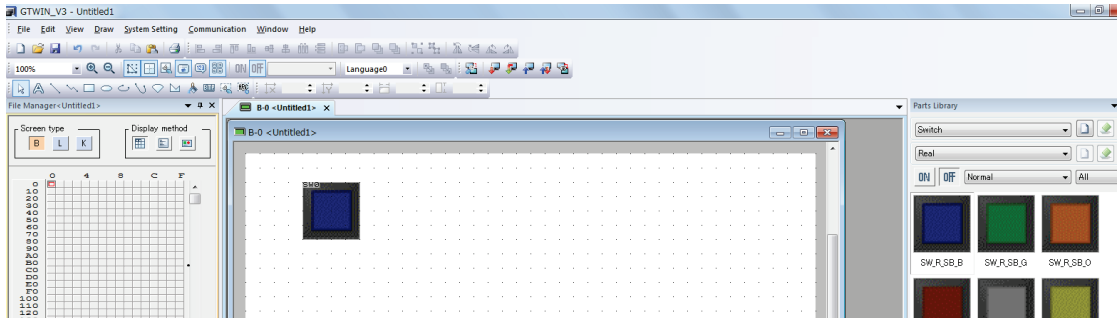 GTWIN_V3 - Untitled1
File Edit View Draw System Setting Communication Window Help
100% ON OFF Language0
File Manager<Untitled1>
B-0 <Untitled1>
Parts Library
Screen type
Display method
B L K
B-0 <Untitled1>
Switch
Real
ON OFF Normal All
0 4 8 C F
0
10
20
30
40
50
60
70
80
90
A0
B0
C0
D0
E0
F0
100
110
120
SW0
SW_R_SB_B SW_R_SB_G SW_R_SB_O